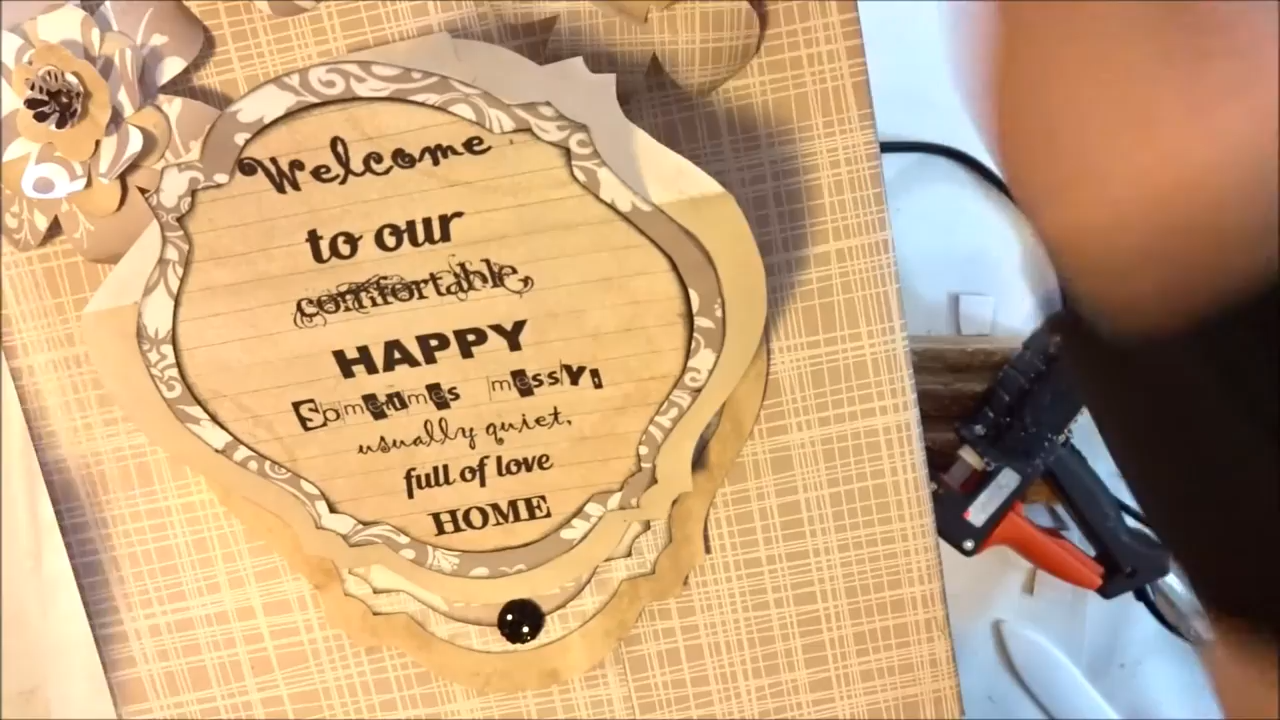 Welcome
to our
comfortable,
HAPPY
Sometimes messy!
usually quiet,
full of love
HOME